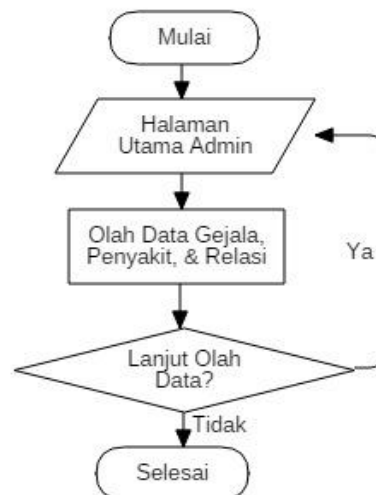 Mulai
Halaman
Utama Admin
Olah Data Gejala,
Penyakit, & Relasi
Ya
Lanjut Olah
Data?
Tidak
Selesai